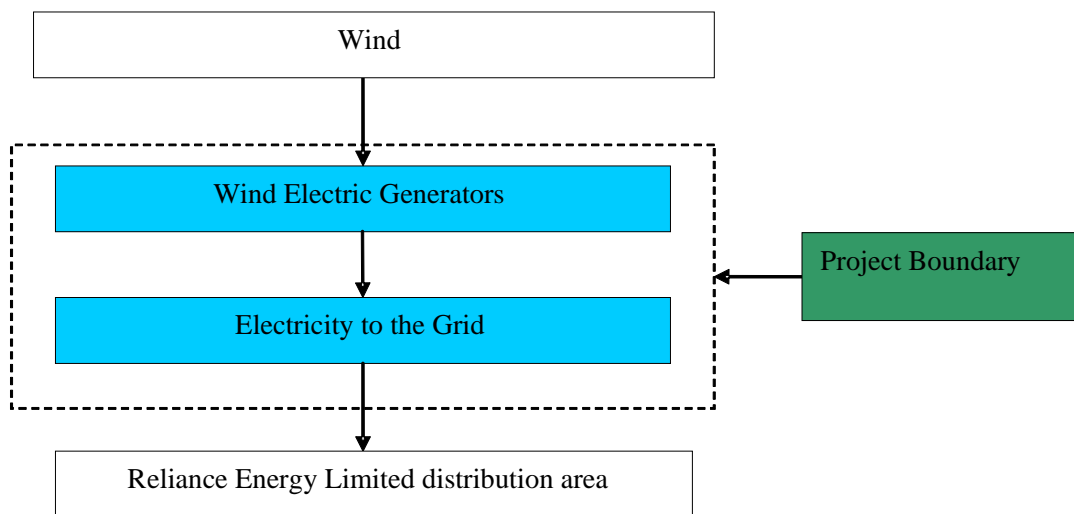 Wind
Wind Electric Generators
Project Boundary
Electricity to the Grid
Reliance Energy Limited distribution area